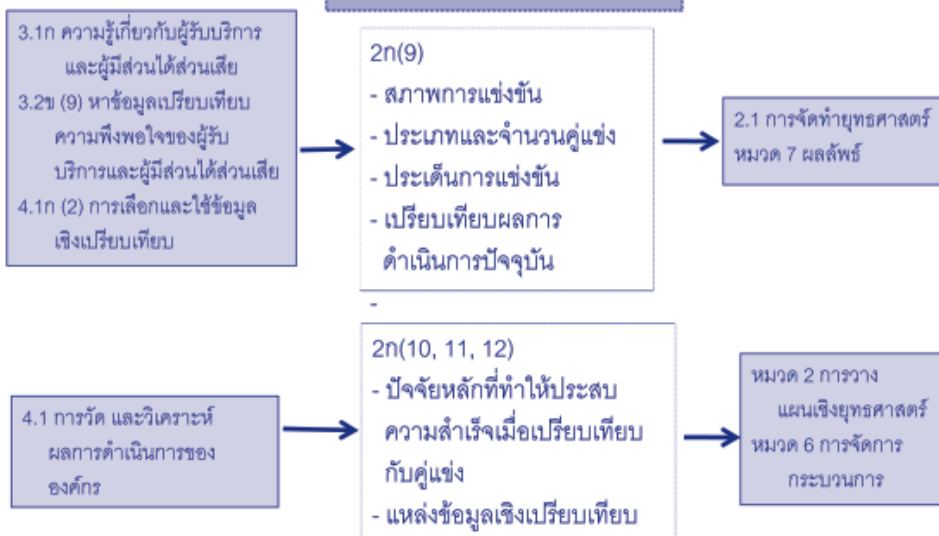 3.1ก ความรู้เกี่ยวกับผู้รับบริการ
และผู้มีส่วนได้ส่วนเสีย
3.2ข (9) หาข้อมูลเปรียบเทียบ
ความพึงพอใจของผู้รับ
บริการและผู้มีส่วนได้ส่วนเสีย
4.1ก (2) การเลือกและใช้ข้อมูล
เชิงเปรียบเทียบ
2ก(9)
- สภาพการแข่งขัน
- ประเภทและจำนวนคู่แข่ง
- ประเด็นการแข่งขัน
- เปรียบเทียบผลการ
ดำเนินการปัจจุบัน
-
2.1 การจัดทำยุทธศาสตร์
หมวด 7 ผลลัพธ์
4.1 การวัด และวิเคราะห์
ผลการดำเนินการของ
องค์กร
2ก(10, 11, 12)
- ปัจจัยหลักที่ทำให้ประสบ
ความสำเร็จเมื่อเปรียบเทียบ
กับคู่แข่ง
- แหล่งข้อมูลเชิงเปรียบเทียบ
หมวด 2 การวาง
แผนเชิงยุทธศาสตร์
หมวด 6 การจัดการ
กระบวนการ